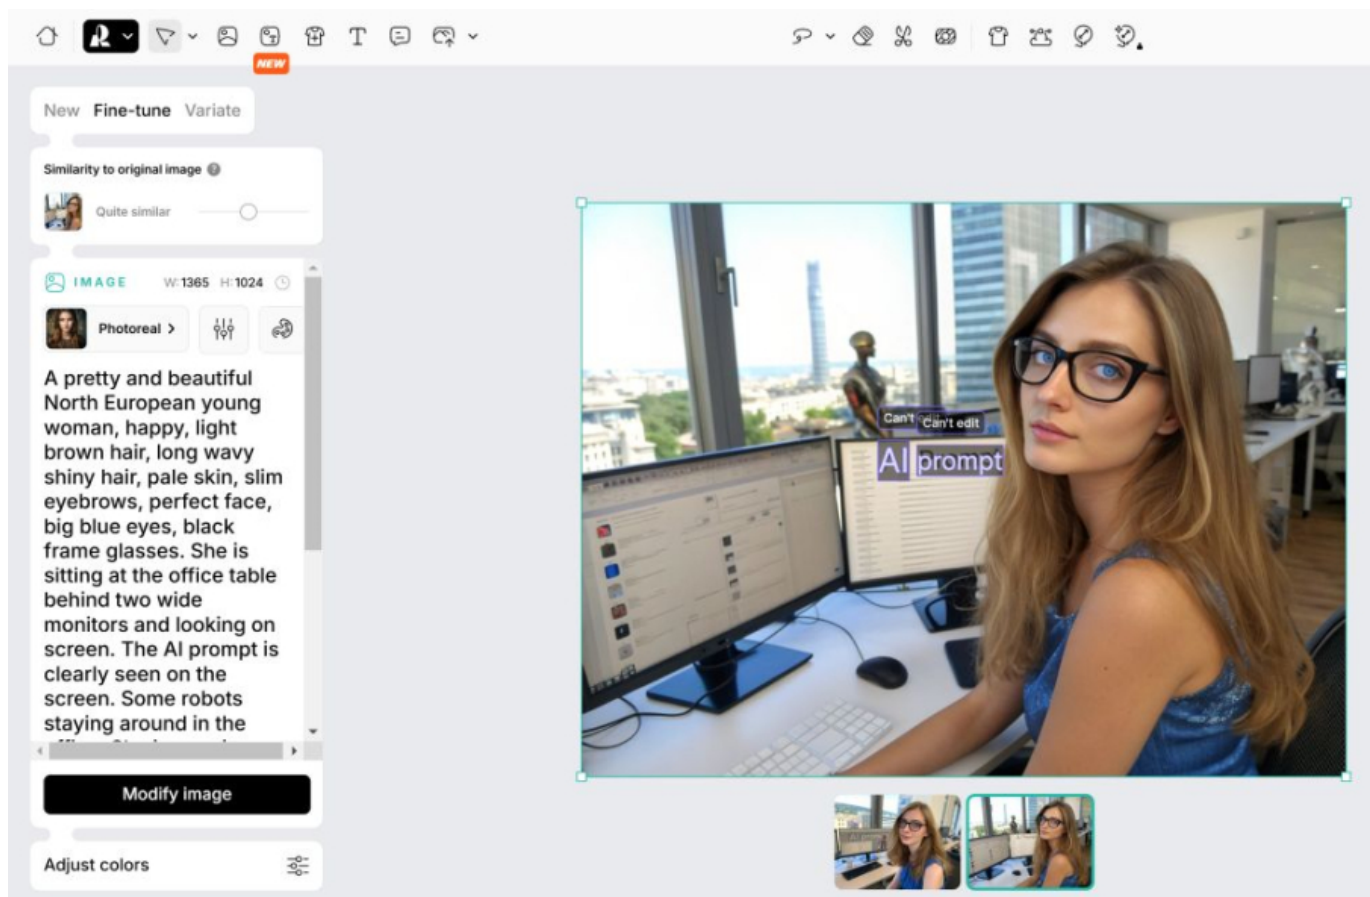 NEW
New Fine-tune Variate
Similarity to original image
Quite similar
IMAGE W:1365 H:1024
Photoreal >
A pretty and beautiful
North European young
woman, happy, light
brown hair, long wavy
shiny hair, pale skin, slim
eyebrows, perfect face,
big blue eyes, black
frame glasses. She is
sitting at the office table
behind two wide
monitors and looking on
screen. The AI prompt is
clearly seen on the
screen. Some robots
staying around in the
Modify image
Adjust colors
Can't Can't edit
AI prompt